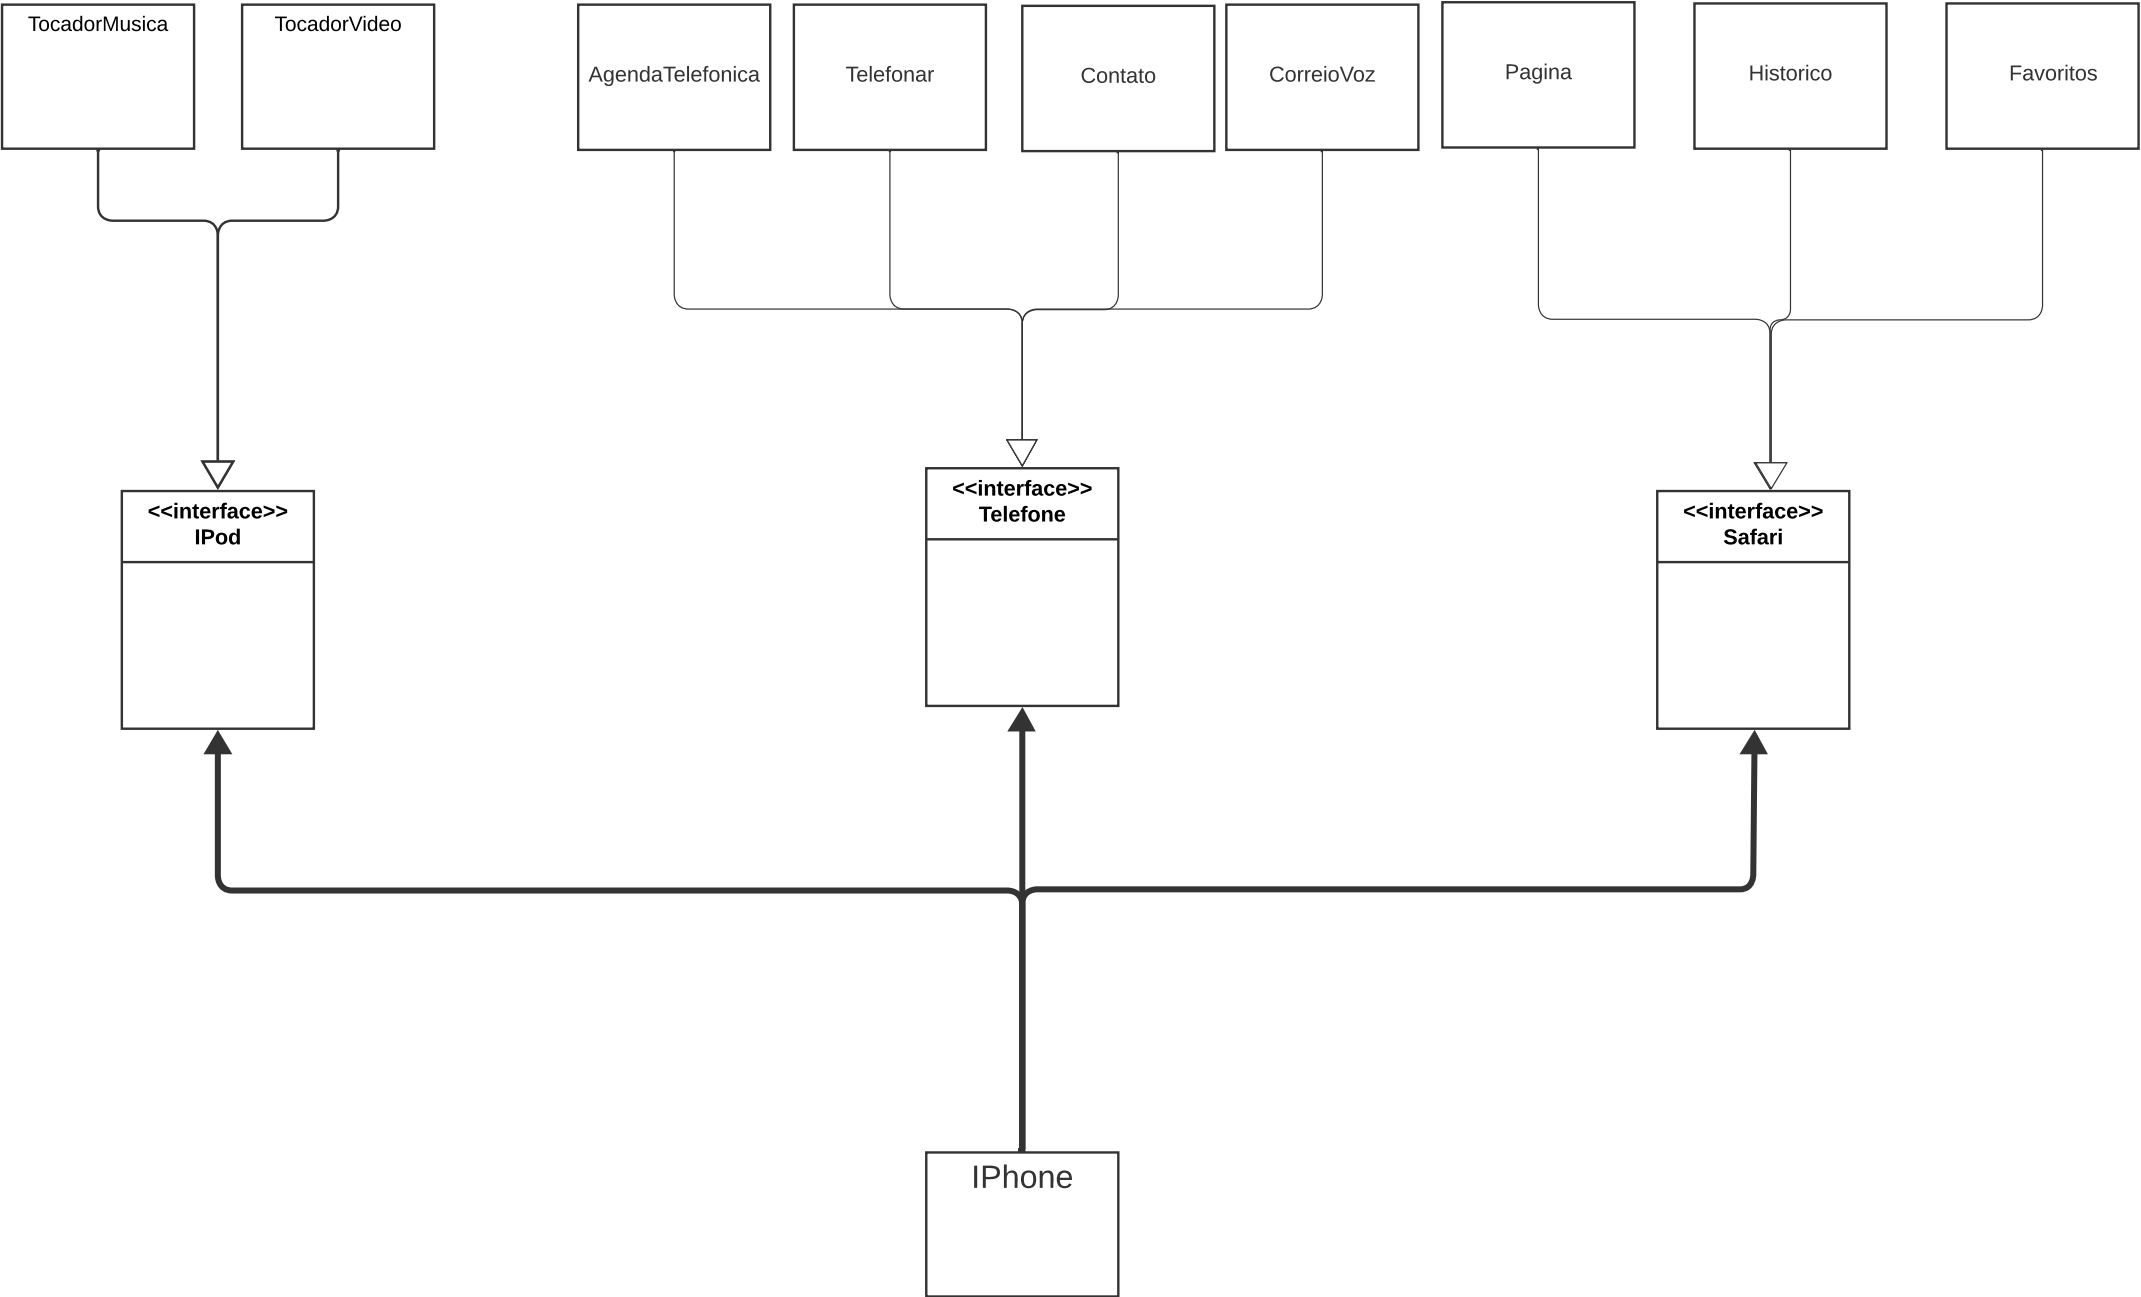 TocadorMusica
TocadorVideo
AgendaTelefonica
Telefonar
Contato
CorreioVoz
Pagina
Historico
Favoritos
<<interface>>
IPod
<<interface>>
Telefone
<<interface>>
Safari
IPhone